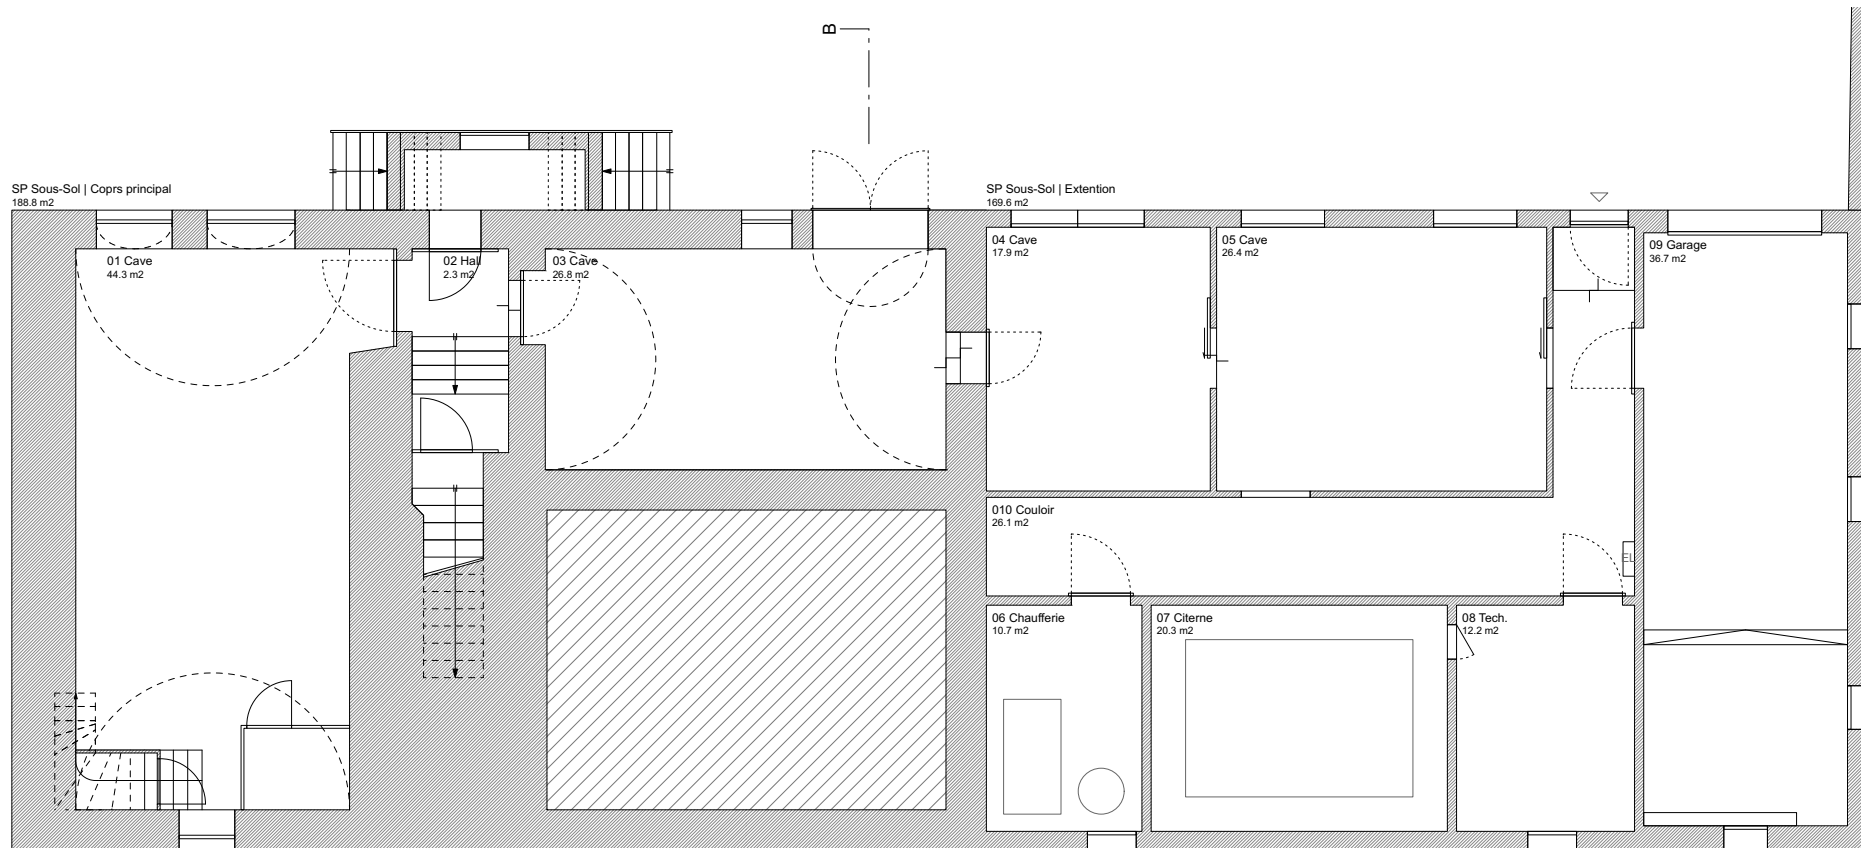 B
SP Sous-Sol | Coprs principal
188.8 m2
SP Sous-Sol | Extention
169.6 m2
01 Cave
44.3 m2
02 Hall
2.3 m2
03 Cave
26.8 m2
04 Cave
17.9 m2
05 Cave
26.4 m2
09 Garage
36.7 m2
010 Couloir
26.1 m2
EL
06 Chaufferie
10.7 m2
07 Citerne
20.3 m2
08 Tech.
12.2 m2